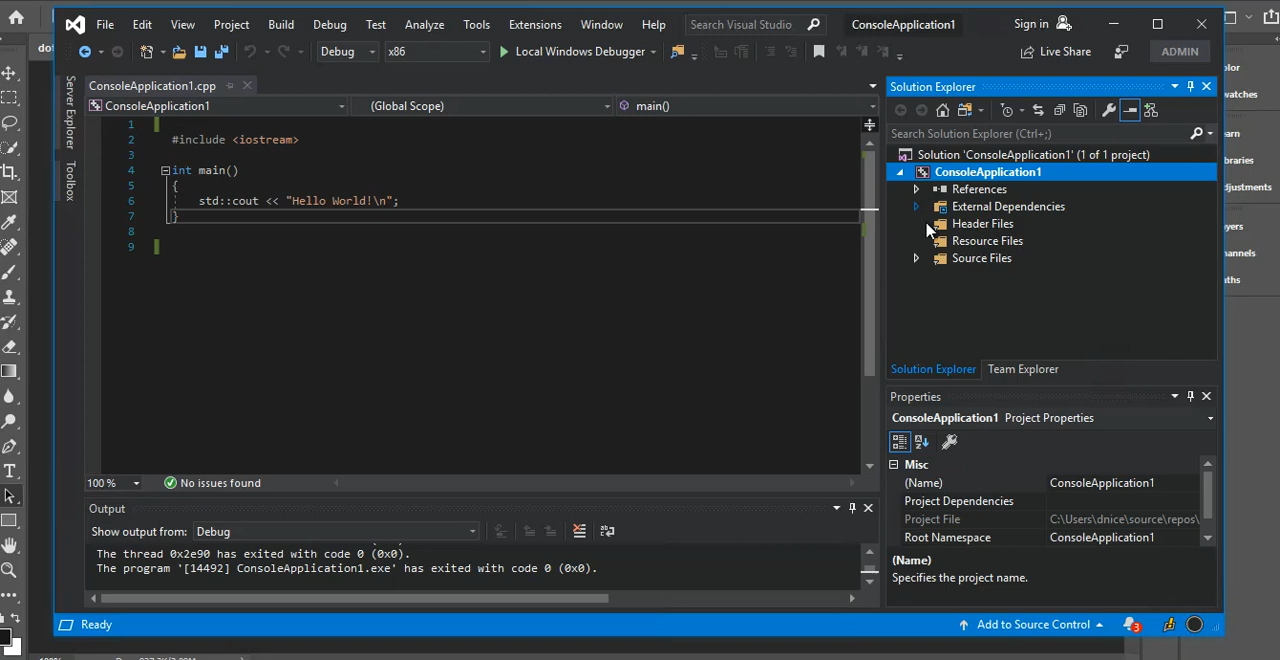 File Edit View Project Build Debug Test Analyze Tools Extensions Window Help Search Visual Studio ConsoleApplication1 Sign in
Debug x86 Local Windows Debugger Live Share ADMIN
Server Explorer
Toolbox
ConsoleApplication1.cpp
ConsoleApplication1 (Global Scope) main()
1
2 #include <iostream>
3
4 int main()
5 {
6 std::cout << "Hello World!\n";
7 }
8
9
100 % No issues found
Output
Show output from: Debug
The thread 0x2e90 has exited with code 0 (0x0).
The program '[14492] ConsoleApplication1.exe' has exited with code 0 (0x0).
Solution Explorer
Search Solution Explorer (Ctrl+;)
Solution 'ConsoleApplication1' (1 of 1 project)
ConsoleApplication1
References
External Dependencies
Header Files
Resource Files
Source Files
Solution Explorer Team Explorer
Properties
ConsoleApplication1 Project Properties
Misc
(Name) ConsoleApplication1
Project Dependencies
Project File C:\Users\dnice\source\repos\
Root Namespace ConsoleApplication1
(Name)
Specifies the project name.
Ready Add to Source Control 3